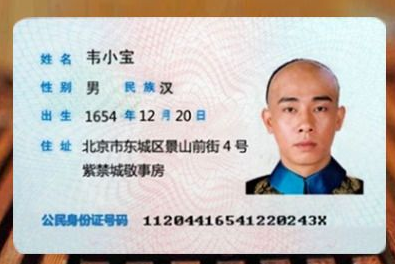 姓名 韦小宝
性别 男 民族 汉
出生 1654 年 12 月 20 日
住址 北京市东城区景山前街 4 号
紫禁城敬事房
公民身份证号码 11204416541220243X